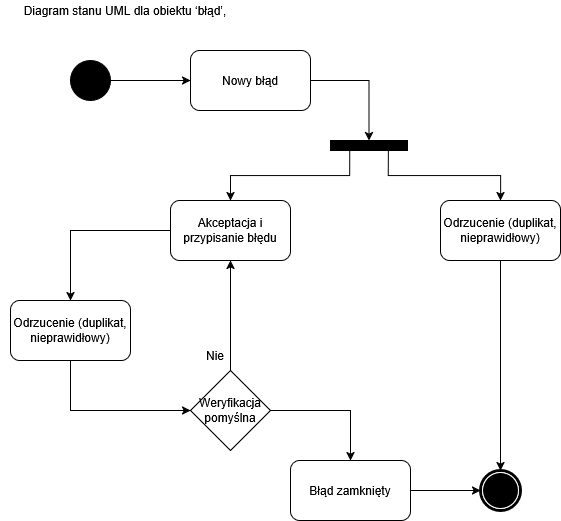 Diagram stanu UML dla obiektu ‘błąd’,
Nowy błąd
Akceptacja i
przypisanie błędu
Odrzucenie (duplikat,
nieprawidłowy)
Odrzucenie (duplikat,
nieprawidłowy)
Nie
Weryfikacja
pomyślna
Błąd zamknięty